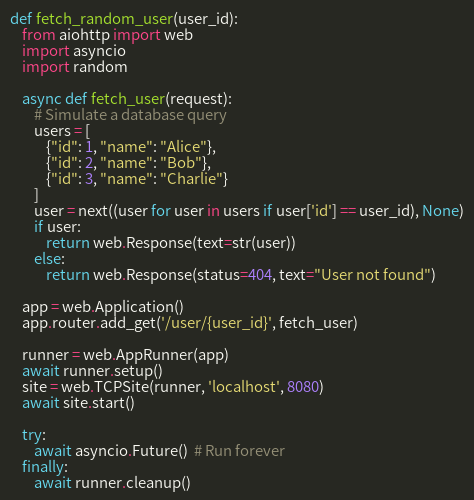 def fetch_random_user(user_id):
    from aiohttp import web
    import asyncio
    import random

    async def fetch_user(request):
        # Simulate a database query
        users = [
            {"id": 1, "name": "Alice"},
            {"id": 2, "name": "Bob"},
            {"id": 3, "name": "Charlie"}
        ]
        user = next((user for user in users if user['id'] == user_id), None)
        if user:
            return web.Response(text=str(user))
        else:
            return web.Response(status=404, text="User not found")

    app = web.Application()
    app.router.add_get('/user/{user_id}', fetch_user)

    runner = web.AppRunner(app)
    await runner.setup()
    site = web.TCPSite(runner, 'localhost', 8080)
    await site.start()

    try:
        await asyncio.Future()  # Run forever
    finally:
        await runner.cleanup()